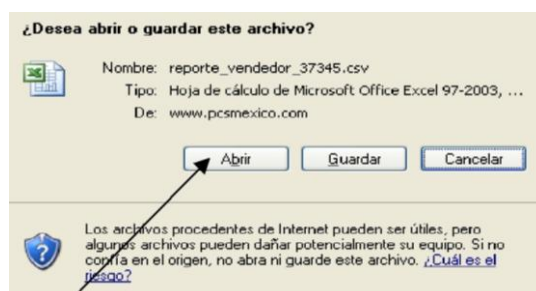 ¿Desea abrir o guardar este archivo?
Nombre: reporte_vendedor_37345.csv
Tipo: Hoja de cálculo de Microsoft Office Excel 97-2003, ...
De: www.pcsmexico.com
Abrir Guardar Cancelar
Los archivos procedentes de Internet pueden ser útiles, pero
algunos archivos pueden dañar potencialmente su equipo. Si no
confía en el origen, no abra ni guarde este archivo. ¿Cuál es el
riesgo?